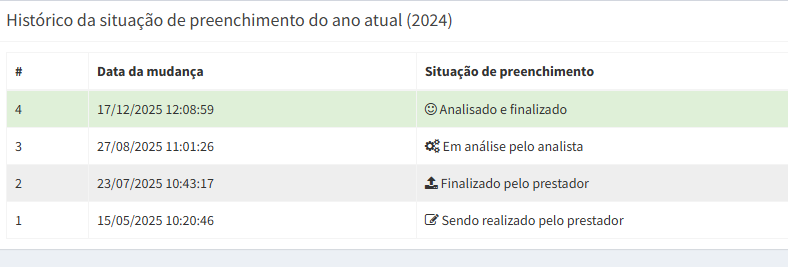 Histórico da situação de preenchimento do ano atual (2024)
# Data da mudança Situação de preenchimento
4 17/12/2025 12:08:59 Analisado e finalizado
3 27/08/2025 11:01:26 Em análise pelo analista
2 23/07/2025 10:43:17 Finalizado pelo prestador
1 15/05/2025 10:20:46 Sendo realizado pelo prestador